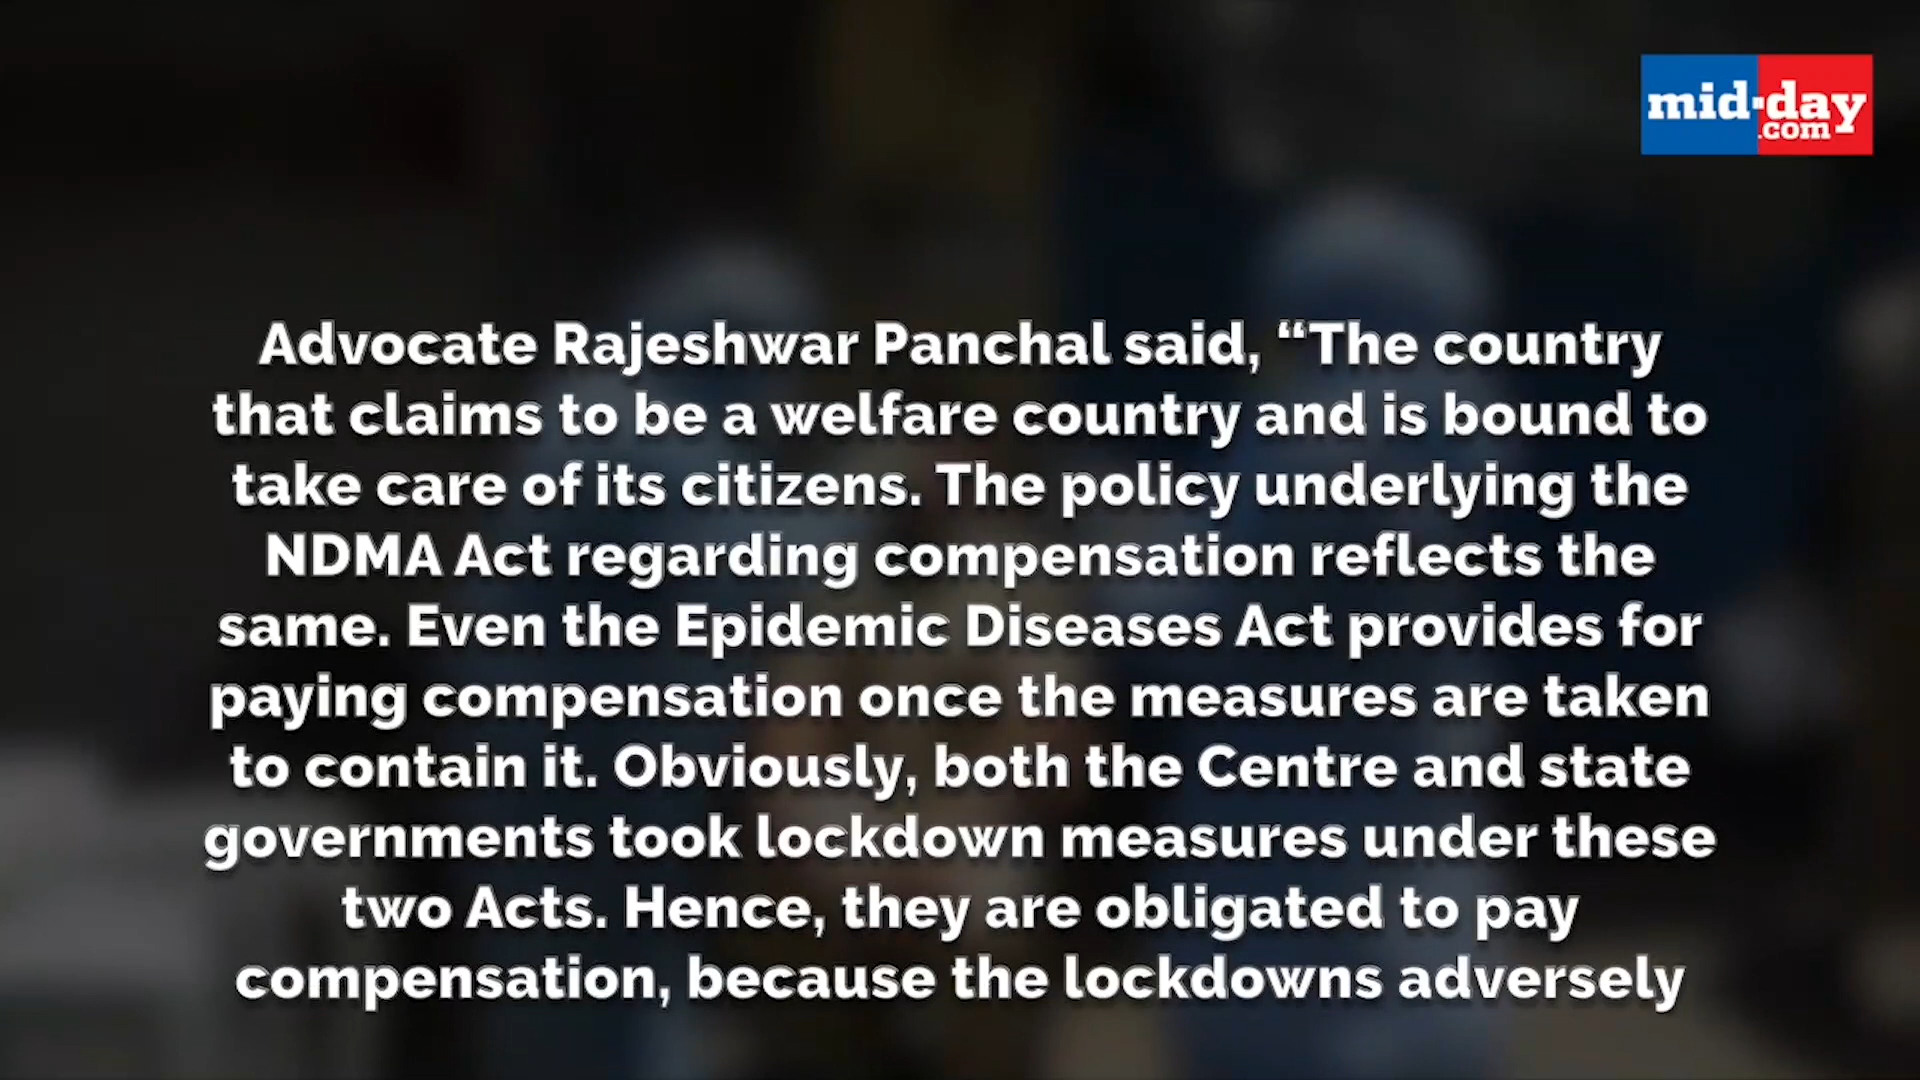 mid-day
.com
Advocate Rajeshwar Panchal said, “The country
that claims to be a welfare country and is bound to
take care of its citizens. The policy underlying the
NDMA Act regarding compensation reflects the
same. Even the Epidemic Diseases Act provides for
paying compensation once the measures are taken
to contain it. Obviously, both the Centre and state
governments took lockdown measures under these
two Acts. Hence, they are obligated to pay
compensation, because the lockdowns adversely